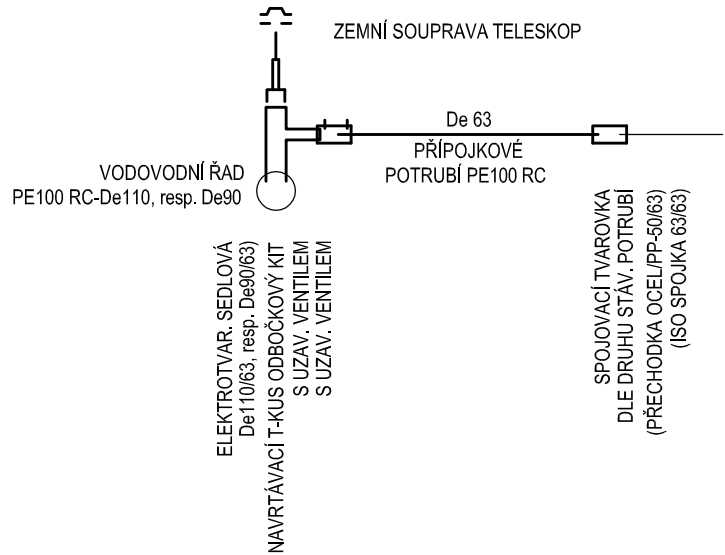 ZEMNÍ SOUPRAVA TELESKOP
De 63
PŘÍPOJKOVÉ
POTRUBÍ PE100 RC
VODOVODNÍ ŘAD
PE100 RC-De110, resp. De90
ELEKTROTVAR. SEDLOVÁ
De110/63, resp. De90/63)
NAVRTÁVACÍ T-KUS ODBOČKOVÝ KIT
S UZAV. VENTILEM
S UZAV. VENTILEM
SPOJOVACÍ TVAROVKA
DLE DRUHU STÁV. POTRUBÍ
(PŘECHODKA OCEL/PP-50/63)
(ISO SPOJKA 63/63)